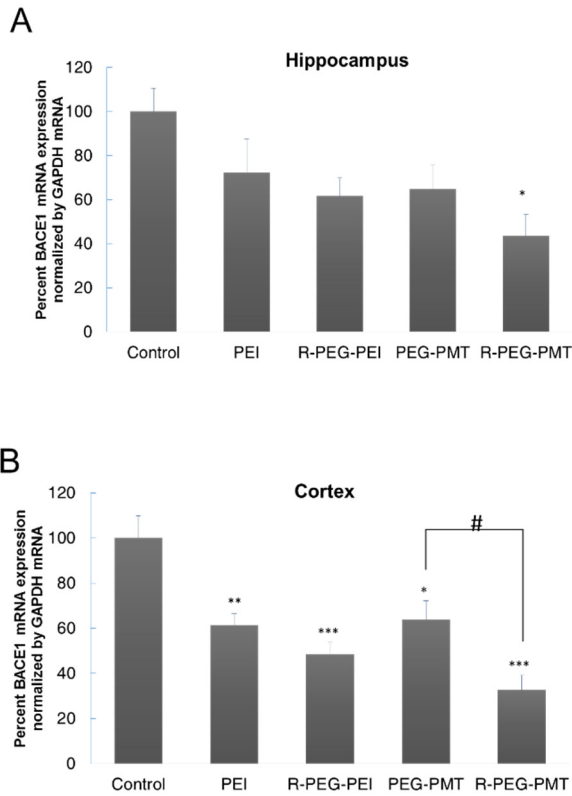 A
Hippocampus
Percent BACE1 mRNA expression
normalized by GAPDH mRNA
120
100
80
60
40
20
0
*
Control PEI R-PEG-PEI PEG-PMT R-PEG-PMT
B
Cortex
Percent BACE1 mRNA expression
normalized by GAPDH mRNA
120
100
80
60
40
20
0
#
** *** * ***
Control PEI R-PEG-PEI PEG-PMT R-PEG-PMT